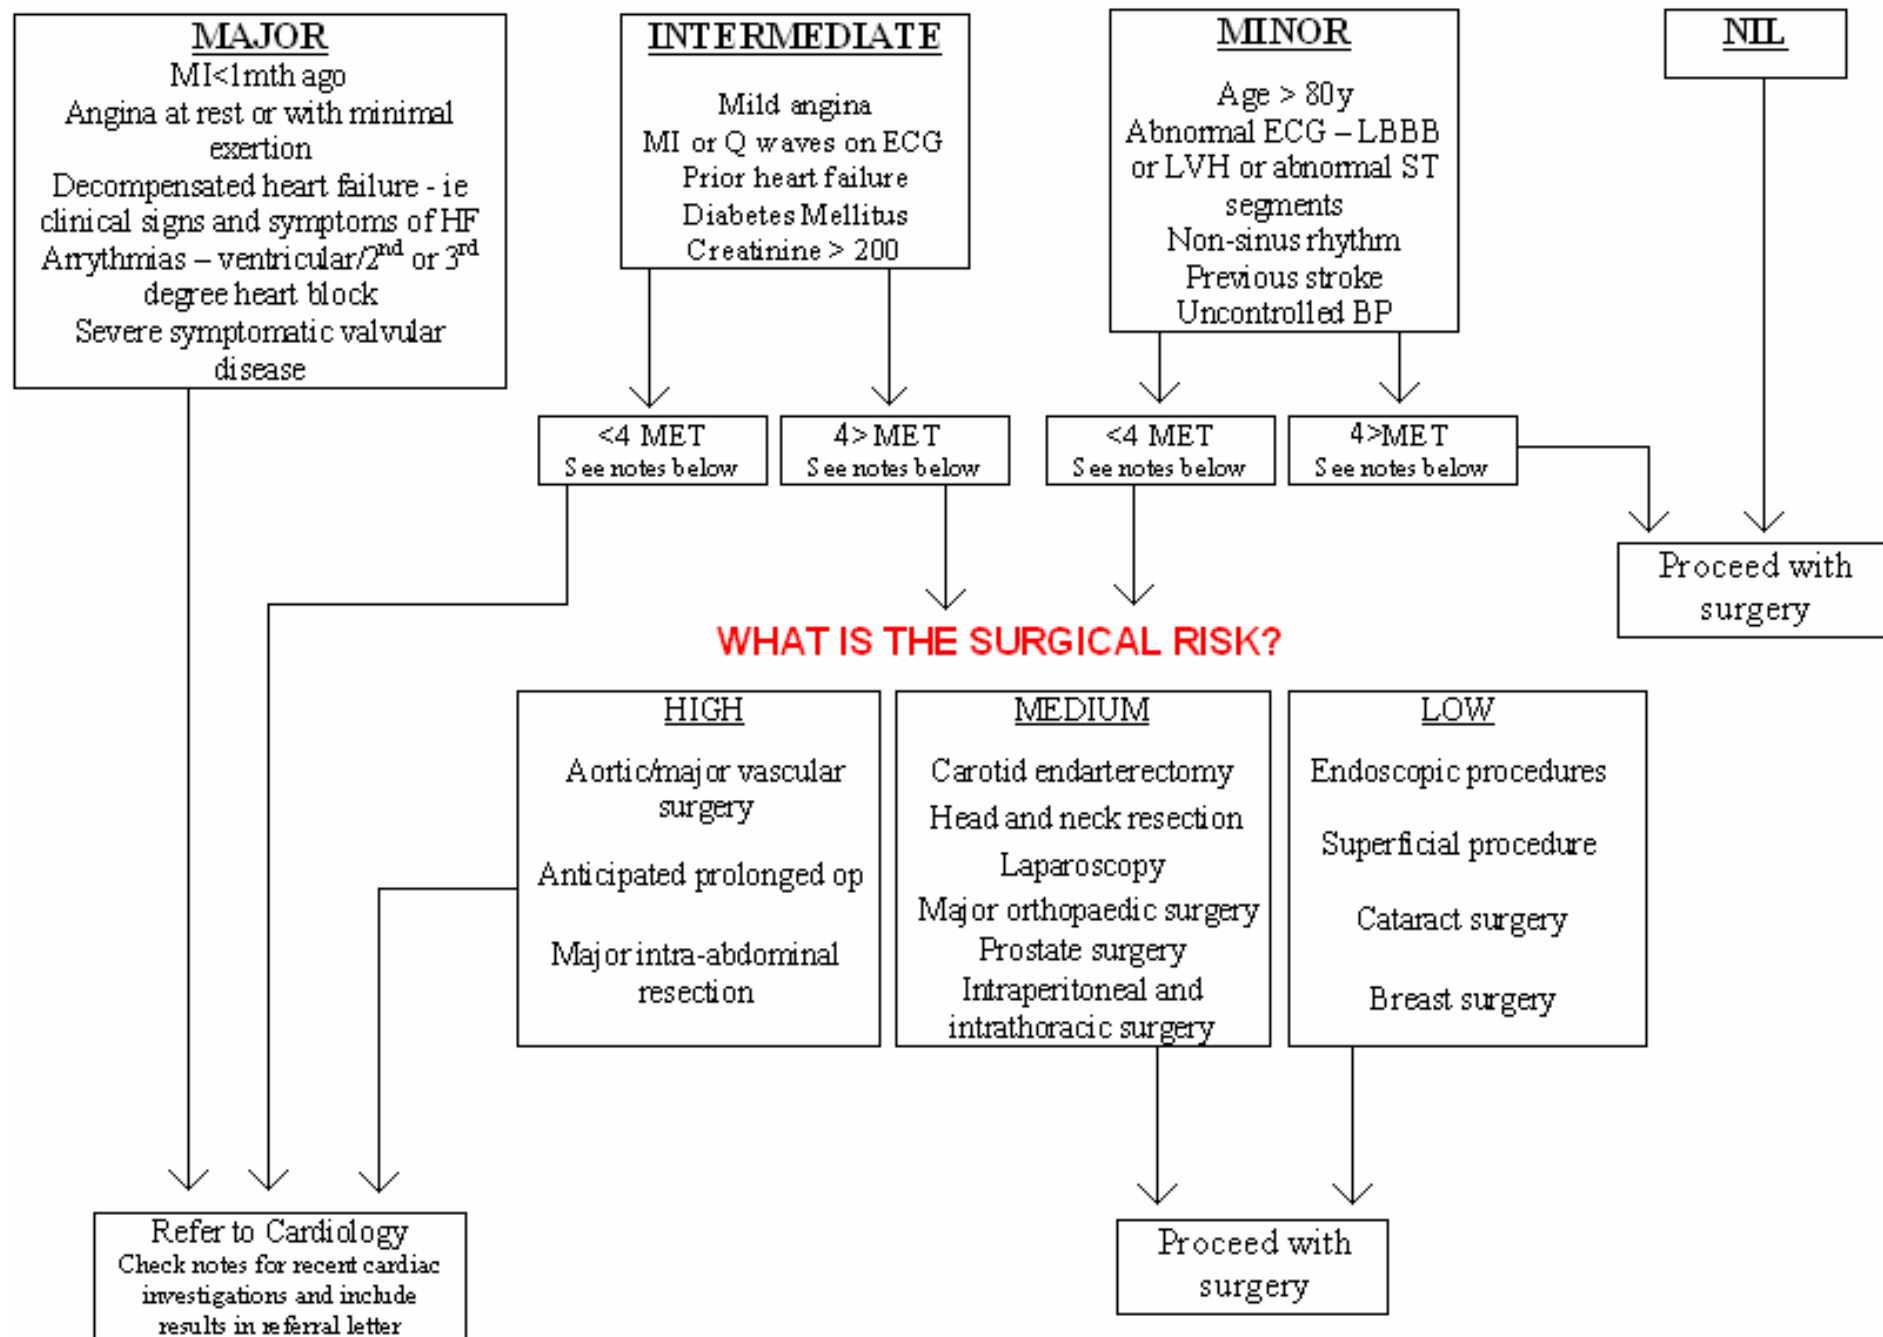 MAJOR
MI<1mth ago
Angina at rest or with minimal
exertion
Decompensated heart failure - ie
clinical signs and symptoms of HF
Arrythmias – ventricular/2nd or 3rd
degree heart block
Severe symptomatic valvular
disease
INTERMEDIATE
Mild angina
MI or Q waves on ECG
Prior heart failure
Diabetes Mellitus
Creatinine > 200
MINOR
Age > 80y
Abnormal ECG – LBBB
or LVH or abnormal ST
segments
Non-sinus rhythm
Previous stroke
Uncontrolled BP
NIL
<4 MET
See notes below
4>MET
See notes below
<4 MET
See notes below
4>MET
See notes below
Proceed with
surgery
WHAT IS THE SURGICAL RISK?
HIGH
Aortic/major vascular
surgery
Anticipated prolonged op
Major intra-abdominal
resection
MEDIUM
Carotid endarterectomy
Head and neck resection
Laparoscopy
Major orthopaedic surgery
Prostate surgery
Intraperitoneal and
intrathoracic surgery
LOW
Endoscopic procedures
Superficial procedure
Cataract surgery
Breast surgery
Refer to Cardiology
Check notes for recent cardiac
investigations and include
results in referral letter
Proceed with
surgery